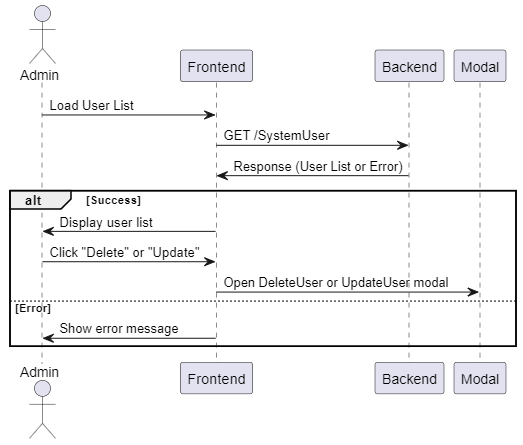 Admin
Frontend
Backend
Modal
Load User List
GET /SystemUser
Response (User List or Error)
alt
[Success]
Display user list
Click "Delete" or "Update"
Open DeleteUser or UpdateUser modal
[Error]
Show error message
Admin
Frontend
Backend
Modal